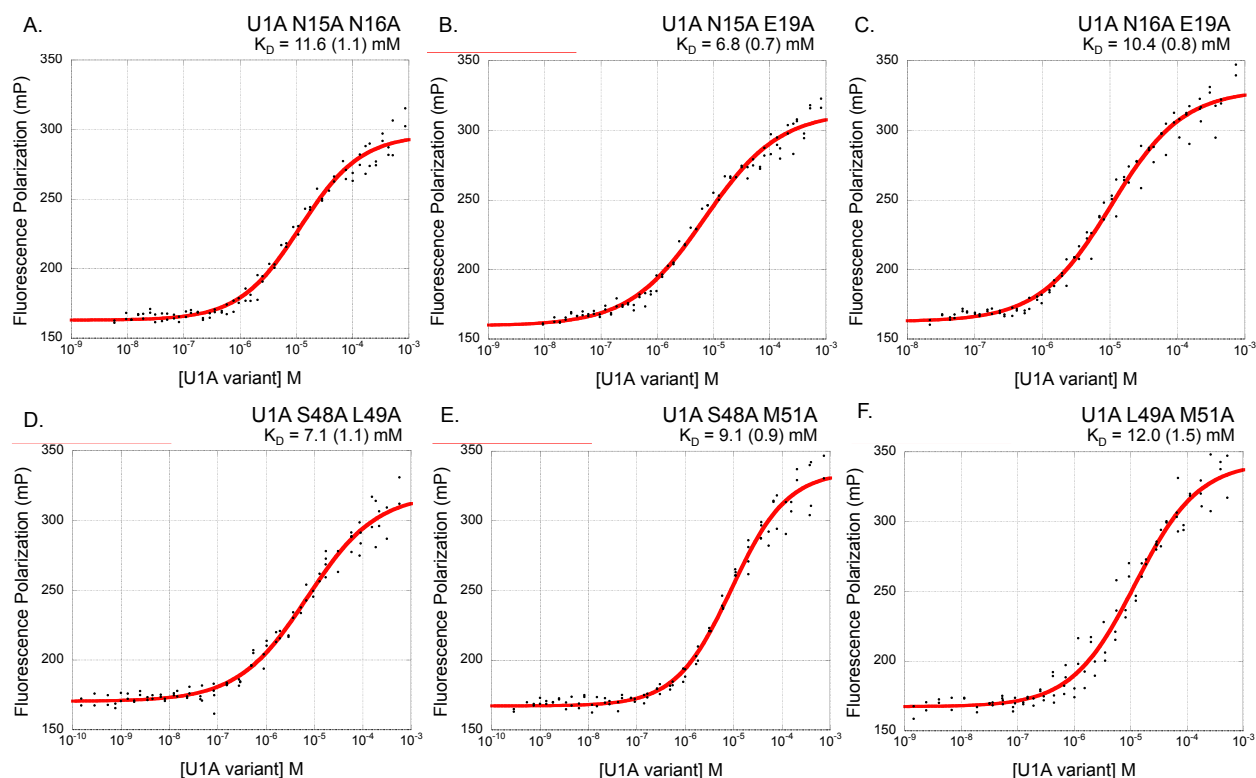 A.
U1A N15A N16A
K_D = 11.6 (1.1) mM
Fluorescence Polarization (mP)
350
300
250
200
150
10⁻⁹ 10⁻⁸ 10⁻⁷ 10⁻⁶ 10⁻⁵ 10⁻⁴ 10⁻³
[U1A variant] M
B.
U1A N15A E19A
K_D = 6.8 (0.7) mM
Fluorescence Polarization (mP)
350
300
250
200
150
10⁻⁹ 10⁻⁸ 10⁻⁷ 10⁻⁶ 10⁻⁵ 10⁻⁴ 10⁻³
[U1A variant] M
C.
U1A N16A E19A
K_D = 10.4 (0.8) mM
Fluorescence Polarization (mP)
350
300
250
200
150
10⁻⁸ 10⁻⁷ 10⁻⁶ 10⁻⁵ 10⁻⁴ 10⁻³
[U1A variant] M
D.
U1A S48A L49A
K_D = 7.1 (1.1) mM
Fluorescence Polarization (mP)
350
300
250
200
150
10⁻¹⁰ 10⁻⁹ 10⁻⁸ 10⁻⁷ 10⁻⁶ 10⁻⁵ 10⁻⁴ 10⁻³
[U1A variant] M
E.
U1A S48A M51A
K_D = 9.1 (0.9) mM
Fluorescence Polarization (mP)
350
300
250
200
150
10⁻¹⁰ 10⁻⁹ 10⁻⁸ 10⁻⁷ 10⁻⁶ 10⁻⁵ 10⁻⁴ 10⁻³
[U1A variant] M
F.
U1A L49A M51A
K_D = 12.0 (1.5) mM
Fluorescence Polarization (mP)
350
300
250
200
150
10⁻⁹ 10⁻⁸ 10⁻⁷ 10⁻⁶ 10⁻⁵ 10⁻⁴ 10⁻³
[U1A variant] M